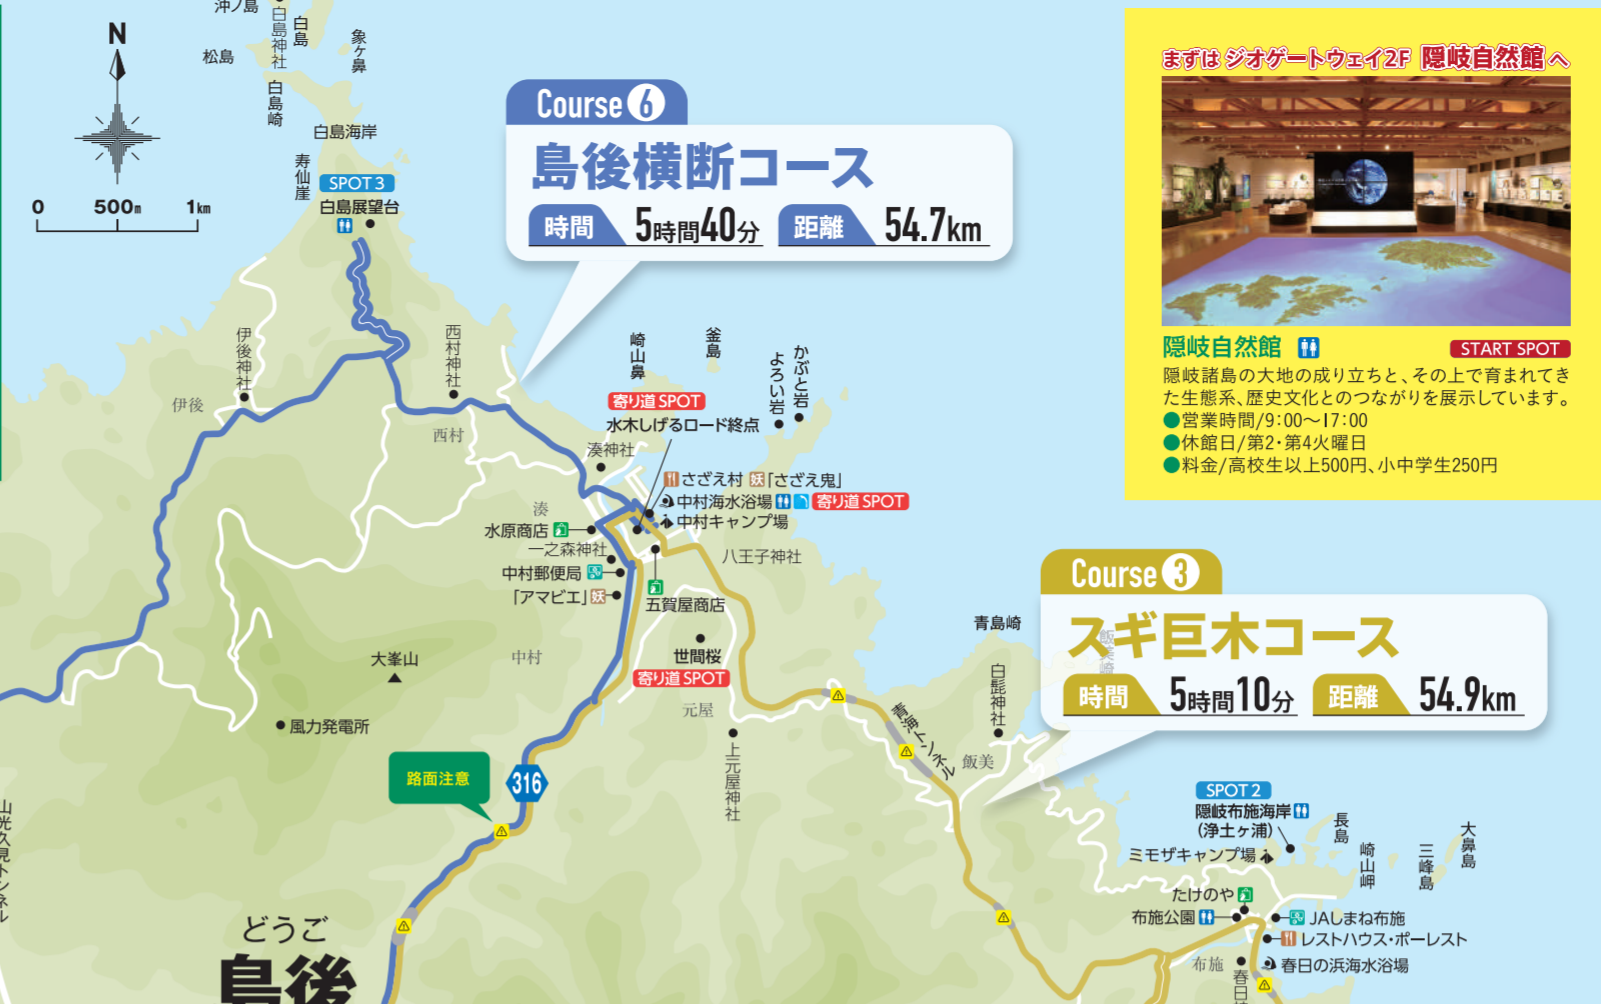 沖ノ島
白島神社
白島
象ヶ鼻
松島
白島崎
N
0 500m 1km
白島海岸
寿仙崖
SPOT 3
白島展望台
Course 6
島後横断コース
時間 5時間40分 距離 54.7km
まずは ジオゲートウェイ2F 隠岐自然館 へ
隠岐自然館
START SPOT
隠岐諸島の大地の成り立ちと、その上で育まれてき
た生態系、歴史文化とのつながりを展示しています。
●営業時間/9:00〜17:00
●休館日/第2・第4火曜日
●料金/高校生以上500円、小中学生250円
伊後神社
伊後
西村神社
西村
崎山鼻
釜島
よろい岩
かぶと岩
寄り道SPOT
水木しげるロード終点
湊神社
さざえ村 妖「さざえ鬼」
中村海水浴場 寄り道SPOT
中村キャンプ場
湊
水原商店
一之森神社
八王子神社
中村郵便局
「アマビエ」妖
五賀屋商店
世間桜
寄り道SPOT
中村
元屋
上元屋神社
大峯山
風力発電所
路面注意
316
山光久見トンネル
どうご
島後
青島崎
白髭神社
青海トンネル
飯美
Course 3
スギ巨木コース
時間 5時間10分 距離 54.9km
SPOT 2
隠岐布施海岸
(浄土ヶ浦)
長島
崎山岬
三峰島
大鼻島
ミモザキャンプ場
たけのや
布施公園
JAしまね布施
レストハウス・ポーレスト
布施
春日の浜海水浴場
春日